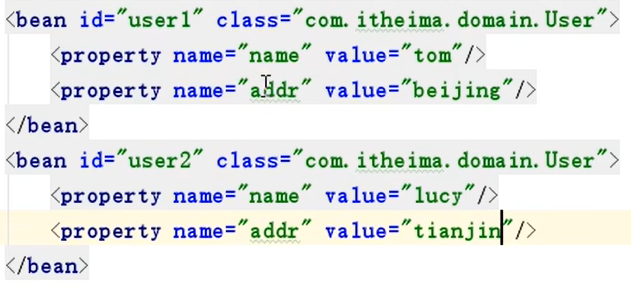 <bean id="user1" class="com.itheima.domain.User">
<property name="name" value="tom"/>
<property name="addr" value="beijing"/>
</bean>
<bean id="user2" class="com.itheima.domain.User">
<property name="name" value="lucy"/>
<property name="addr" value="tianjin"/>
</bean>